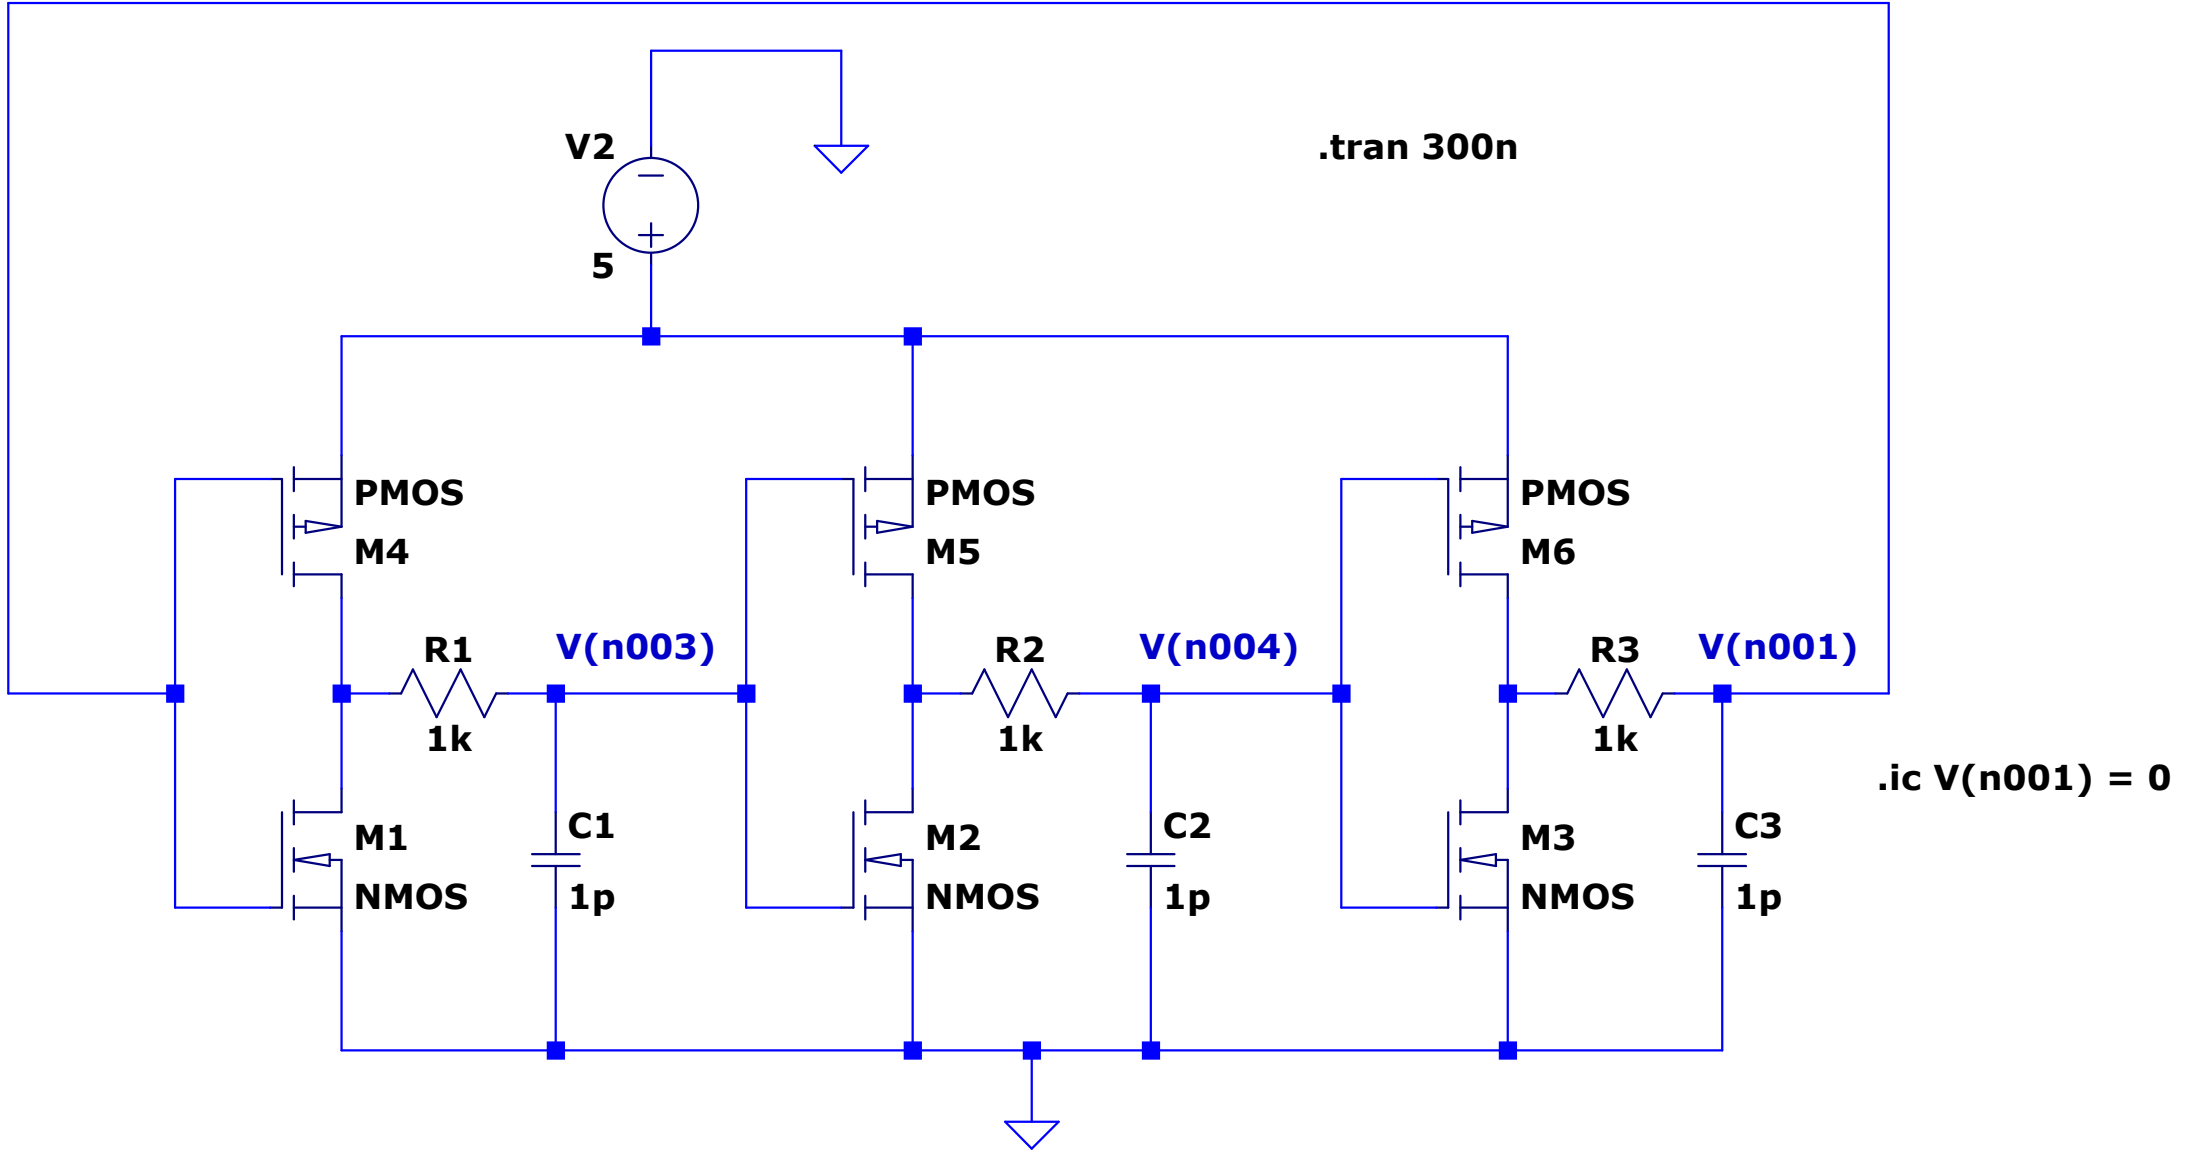 V2
.tran 300n
5
PMOS
M4
PMOS
M5
PMOS
M6
R1
V(n003)
R2
V(n004)
R3
V(n001)
1k
1k
1k
.ic V(n001) = 0
M1
C1
M2
C2
M3
C3
NMOS
1p
NMOS
1p
NMOS
1p